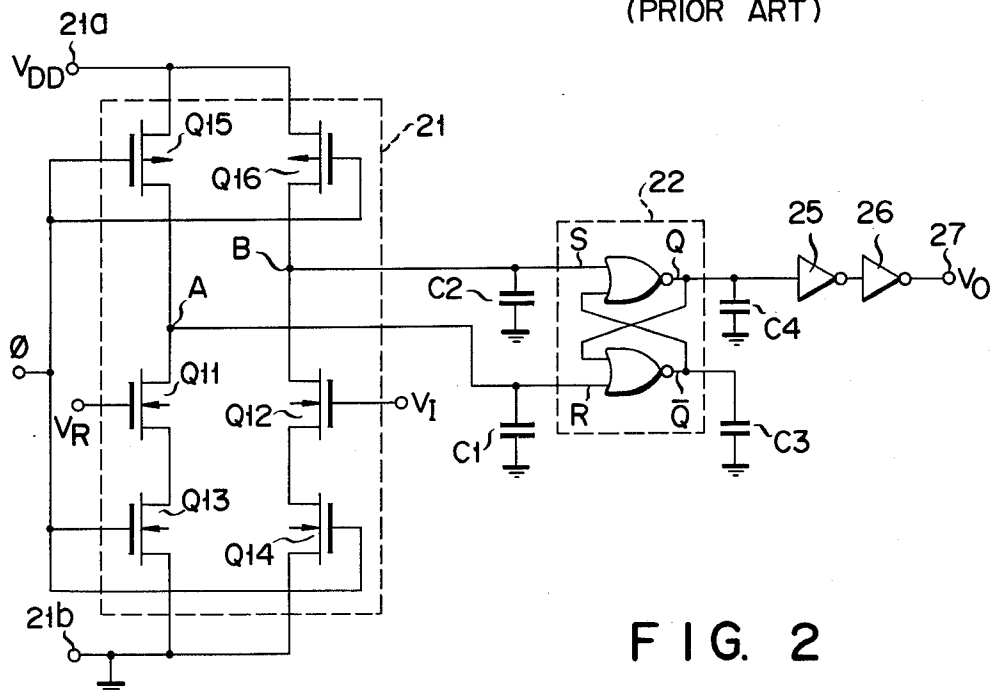 (PRIOR ART)
21a
VDD
21
Q15
Q16
22
B
S
Q
25
26
27
VO
A
C2
C4
Ø
Q11
VR
Q12
VI
R
Q̅
C1
C3
Q13
Q14
21b
FIG. 2